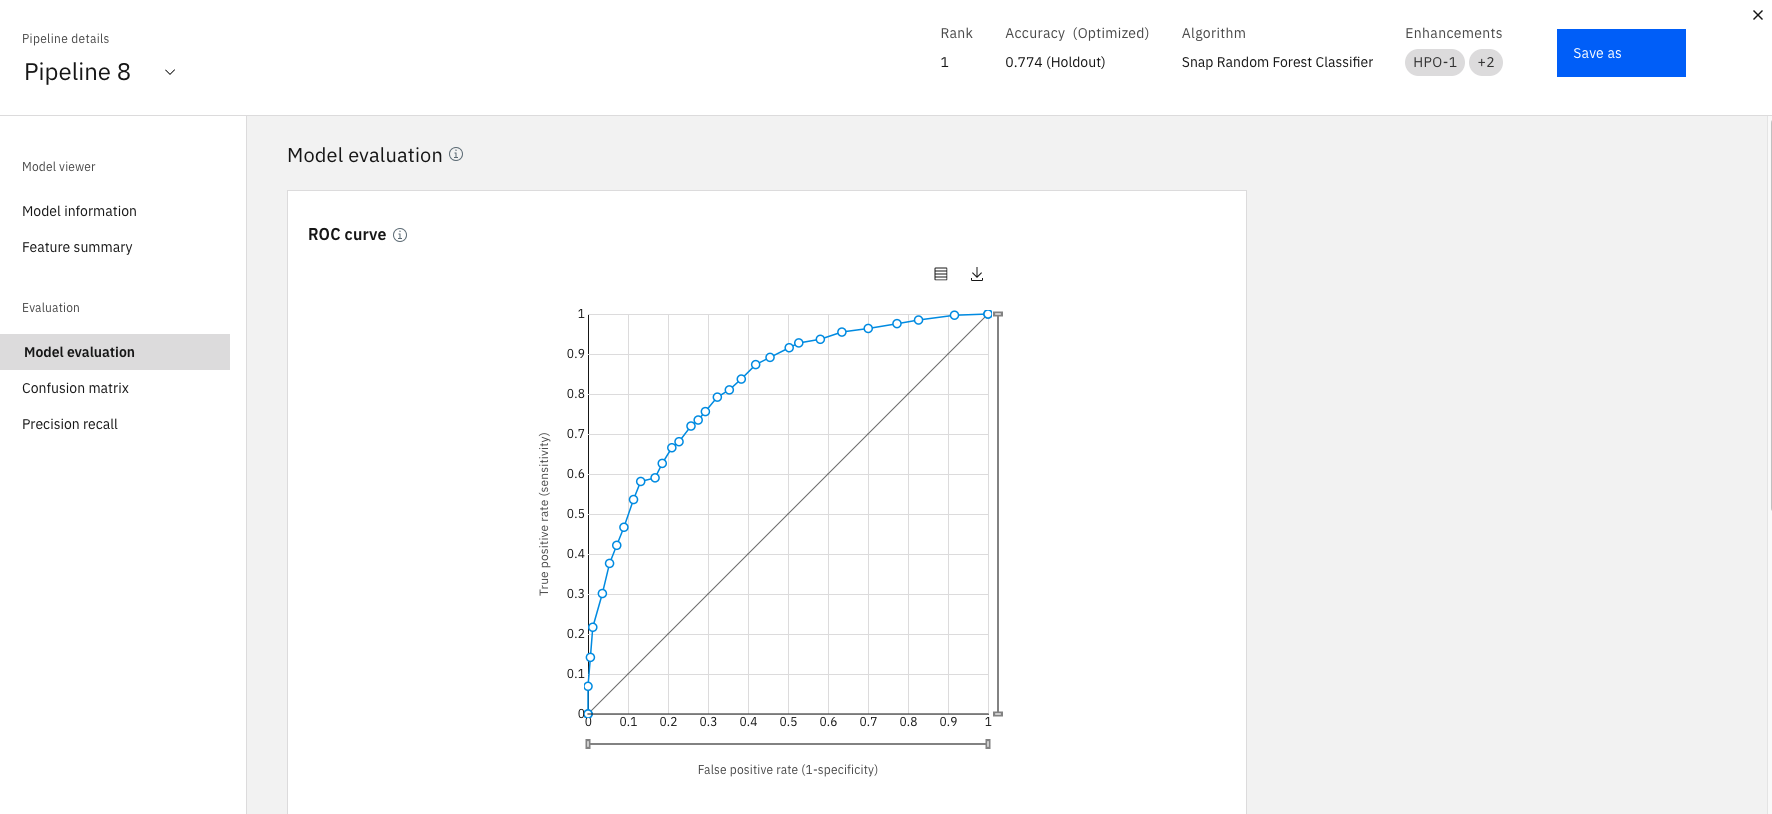 Pipeline details
Pipeline 8
Rank
1
Accuracy (Optimized)
0.774 (Holdout)
Algorithm
Snap Random Forest Classifier
Enhancements
HPO-1 +2
Save as
Model viewer
Model information
Feature summary
Evaluation
Model evaluation
Confusion matrix
Precision recall
Model evaluation
ROC curve
True positive rate (sensitivity)
1
0.9
0.8
0.7
0.6
0.5
0.4
0.3
0.2
0.1
0
0 0.1 0.2 0.3 0.4 0.5 0.6 0.7 0.8 0.9 1
False positive rate (1-specificity)